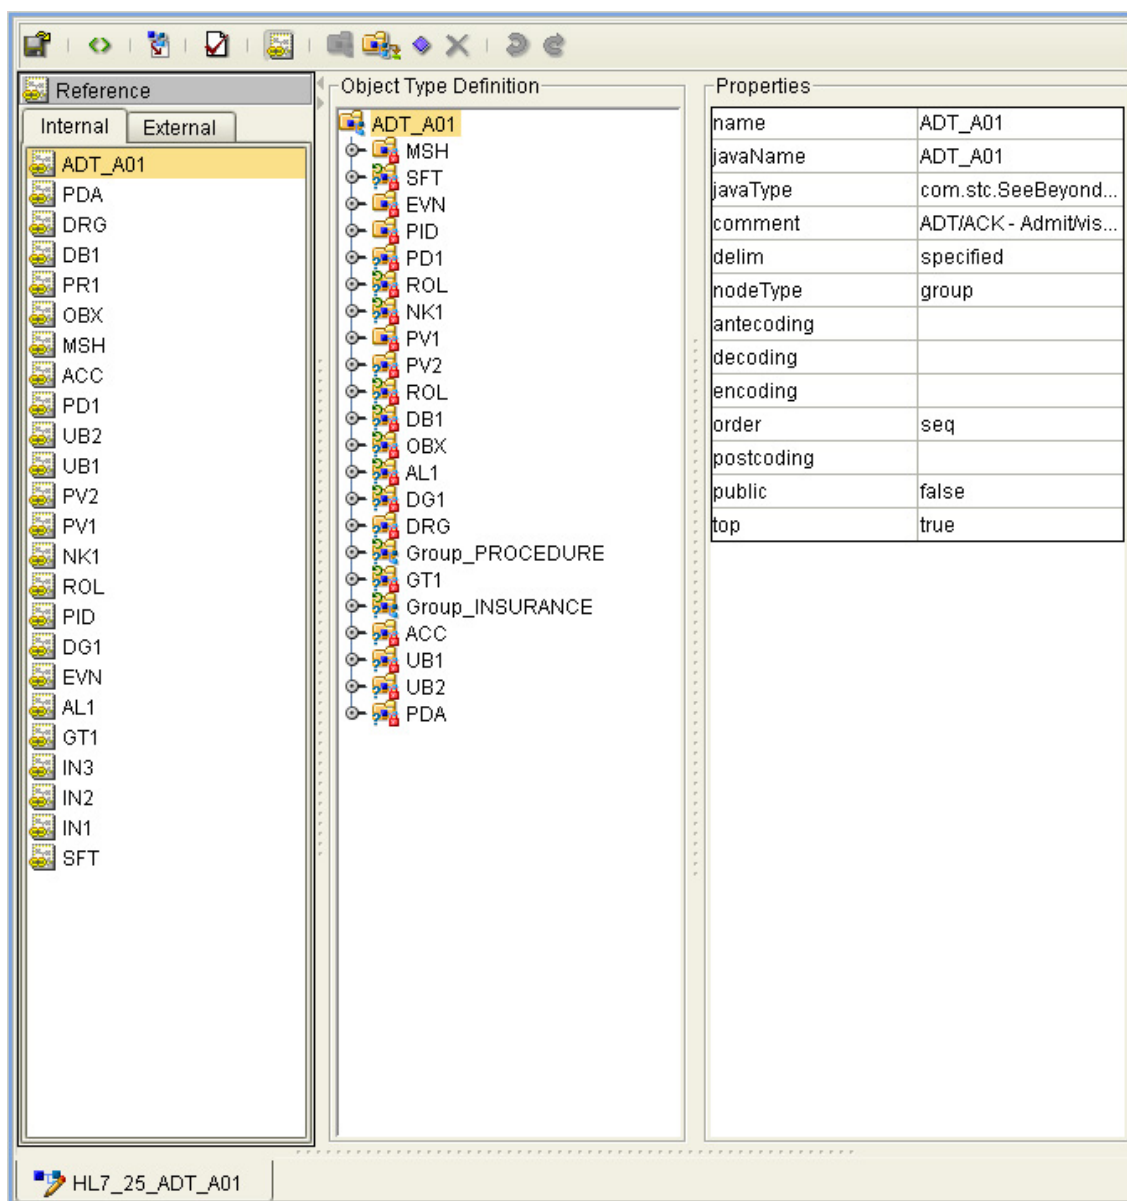 Reference
Internal External
ADT_A01
PDA
DRG
DB1
PR1
OBX
MSH
ACC
PD1
UB2
UB1
PV2
PV1
NK1
ROL
PID
DG1
EVN
AL1
GT1
IN3
IN2
IN1
SFT
Object Type Definition
ADT_A01
MSH
SFT
EVN
PID
PD1
ROL
NK1
PV1
PV2
ROL
DB1
OBX
AL1
DG1
DRG
Group_PROCEDURE
GT1
Group_INSURANCE
ACC
UB1
UB2
PDA
Properties
name ADT_A01
javaName ADT_A01
javaType com.stc.SeeBeyond...
comment ADT/ACK - Admit/vis...
delim specified
nodeType group
antecoding
decoding
encoding
order seq
postcoding
public false
top true
HL7_25_ADT_A01